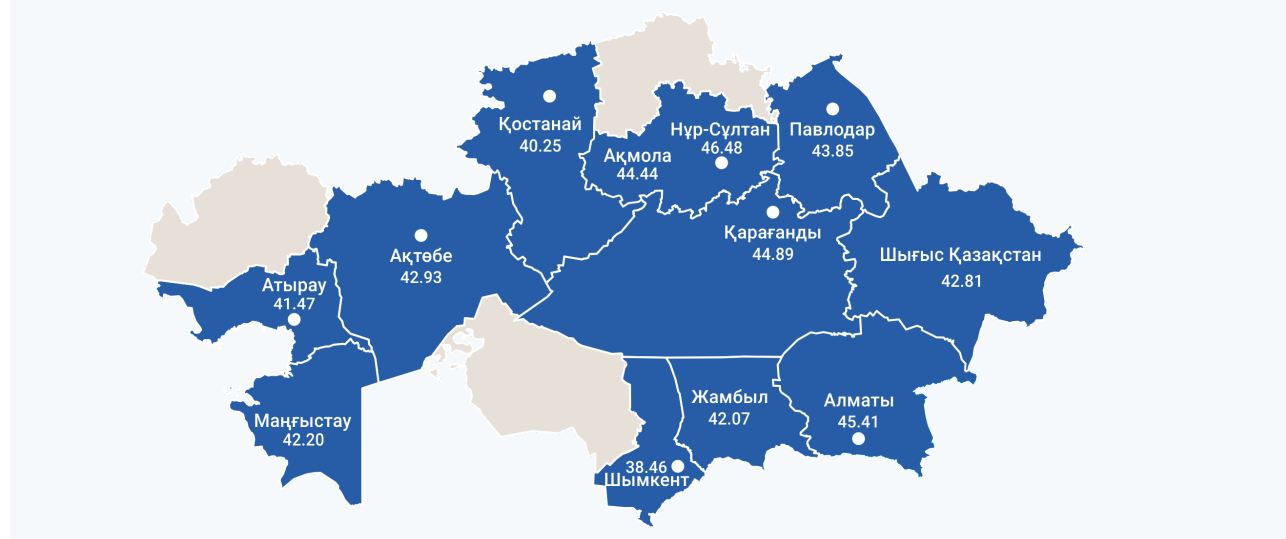 Қостанай
40.25
Нұр-Сұлтан
46.48
Ақмола
44.44
Павлодар
43.85
Қарағанды
44.89
Шығыс Қазақстан
42.81
Ақтөбе
42.93
Атырау
41.47
Маңғыстау
42.20
Жамбыл
42.07
Алматы
45.41
38.46
Шымкент